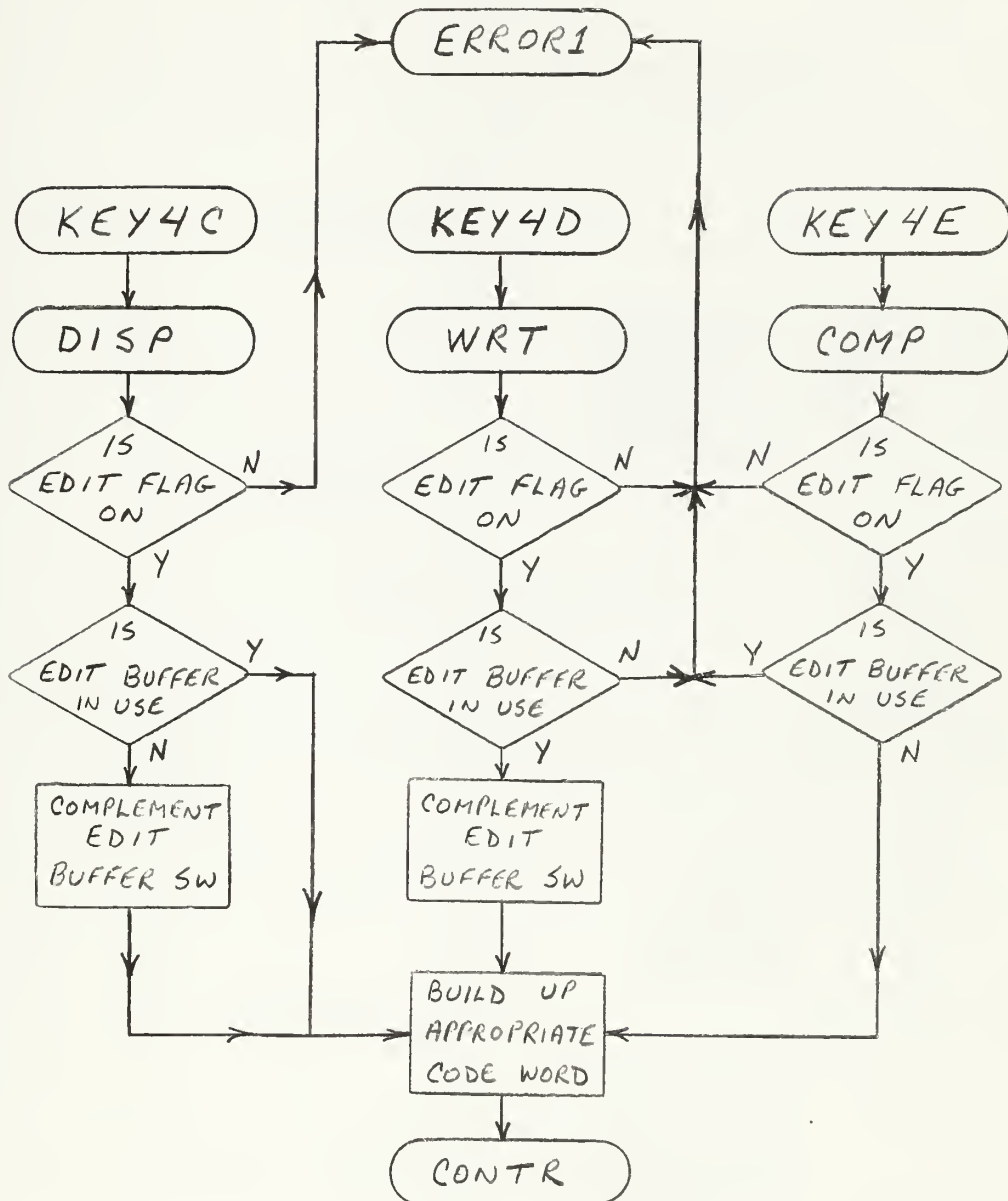 ERROR1
KEY4C
DISP
IS
EDIT FLAG
ON
N
Y
IS
EDIT BUFFER
IN USE
Y
N
COMPLEMENT
EDIT
BUFFER SW
KEY4D
WRT
IS
EDIT FLAG
ON
N
Y
IS
EDIT BUFFER
IN USE
N
Y
COMPLEMENT
EDIT
BUFFER SW
KEY4E
COMP
IS
EDIT FLAG
ON
N
Y
IS
EDIT BUFFER
IN USE
Y
N
BUILD UP
APPROPRIATE
CODE WORD
CONTR